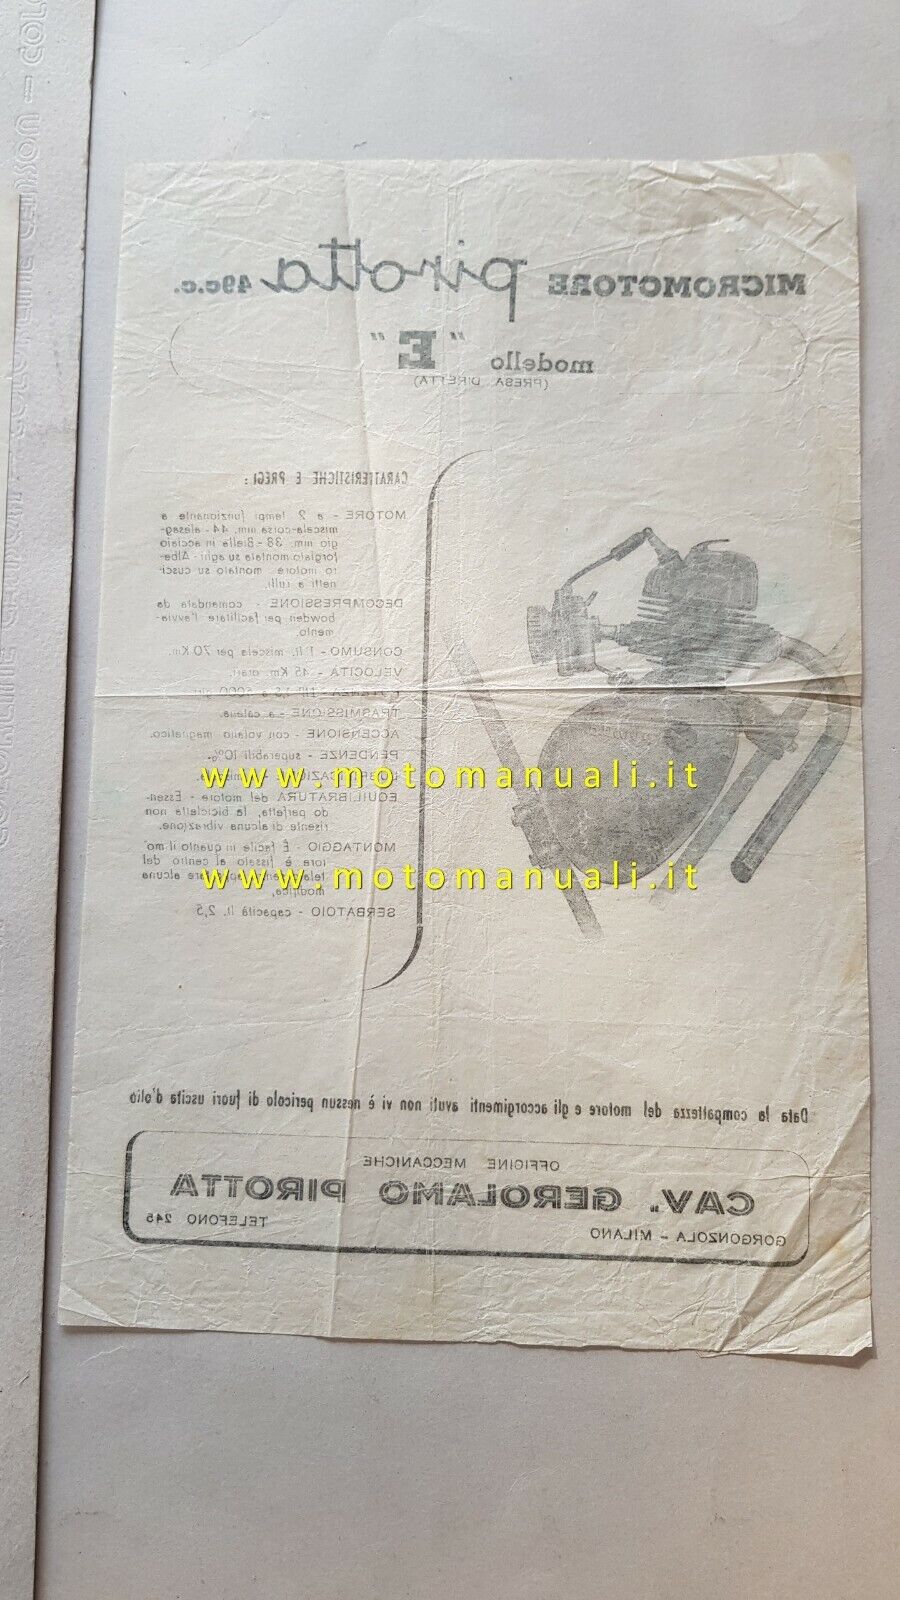 MICROMOTORE pirotta 49c.c.
modello "E"
(PRESA DIRETTA)
CARATTERISTICHE E PREGI:
MOTORE - a 2 tempi funzionante a
miscela-corsa mm. 44 - alesag-
gio mm. 38 - Biella in acciaio
forgiato montata su aghi - Albe-
ro motore montato su cusci-
netti a rulli.
DECOMPRESSIONE - comandata da
bowden per facilitare l'avvia-
mento.
CONSUMO - 1 lt. miscela per 70 Km.
VELOCITA - 45 Km. orari.
TRASMISSIONE - a catena.
ACCENSIONE - con volano magnetico.
PENDENZE - superabili 10%.
www.motomanuali.it
EQUILIBRATURA del motore - Essen-
do perfetta, la bicicletta non
risente di alcuna vibrazione.
MONTAGGIO - È facile in quanto il mo'
tore è fissato al centro del
www.motomanuali.it
modifica,
SERBATOIO - capacità lt. 2,5
Data la compattezza del motore e gli accorgimenti avuti non vi è nessun pericolo di fuori uscita d'olio
OFFICINE MECCANICHE
CAV. GEROLAMO PIROTTA
GORGONZOLA - MILANO TELEFONO 245